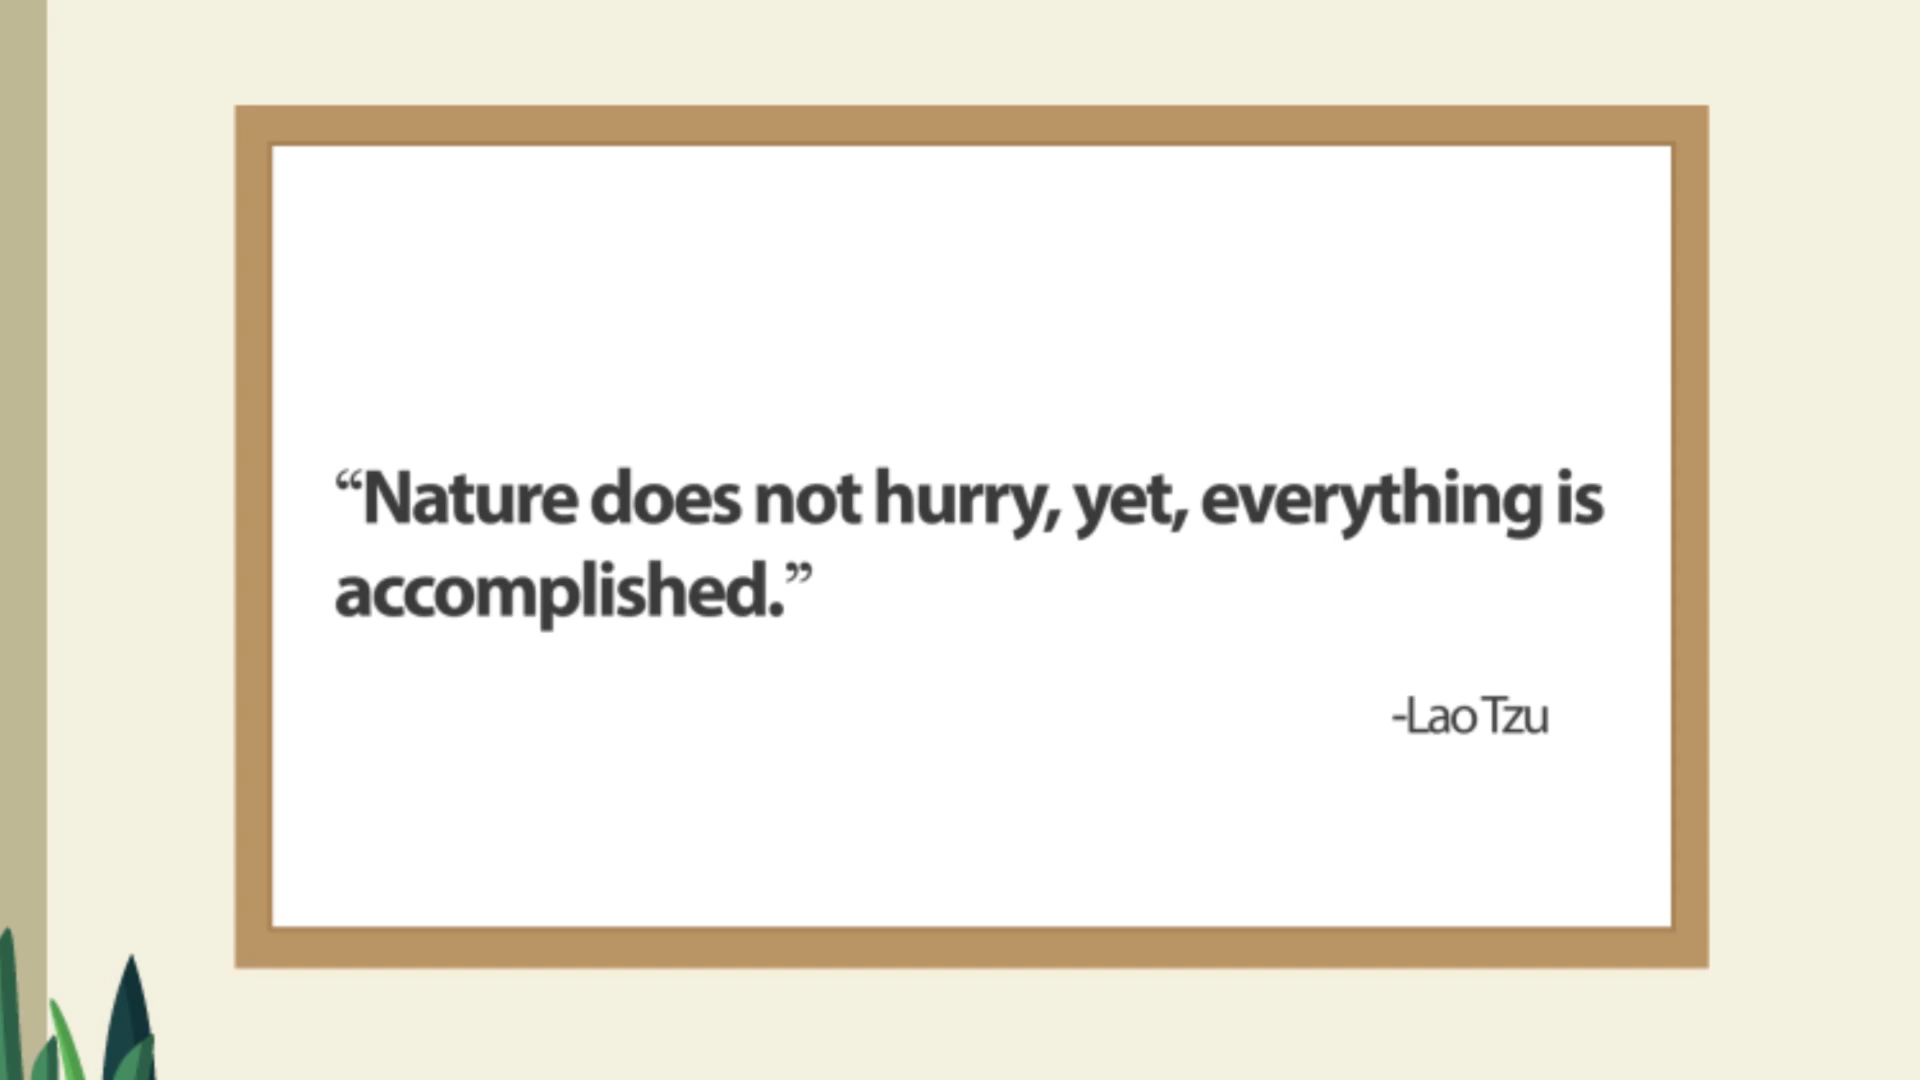 “Nature does not hurry, yet, everything is
accomplished.”
-Lao Tzu